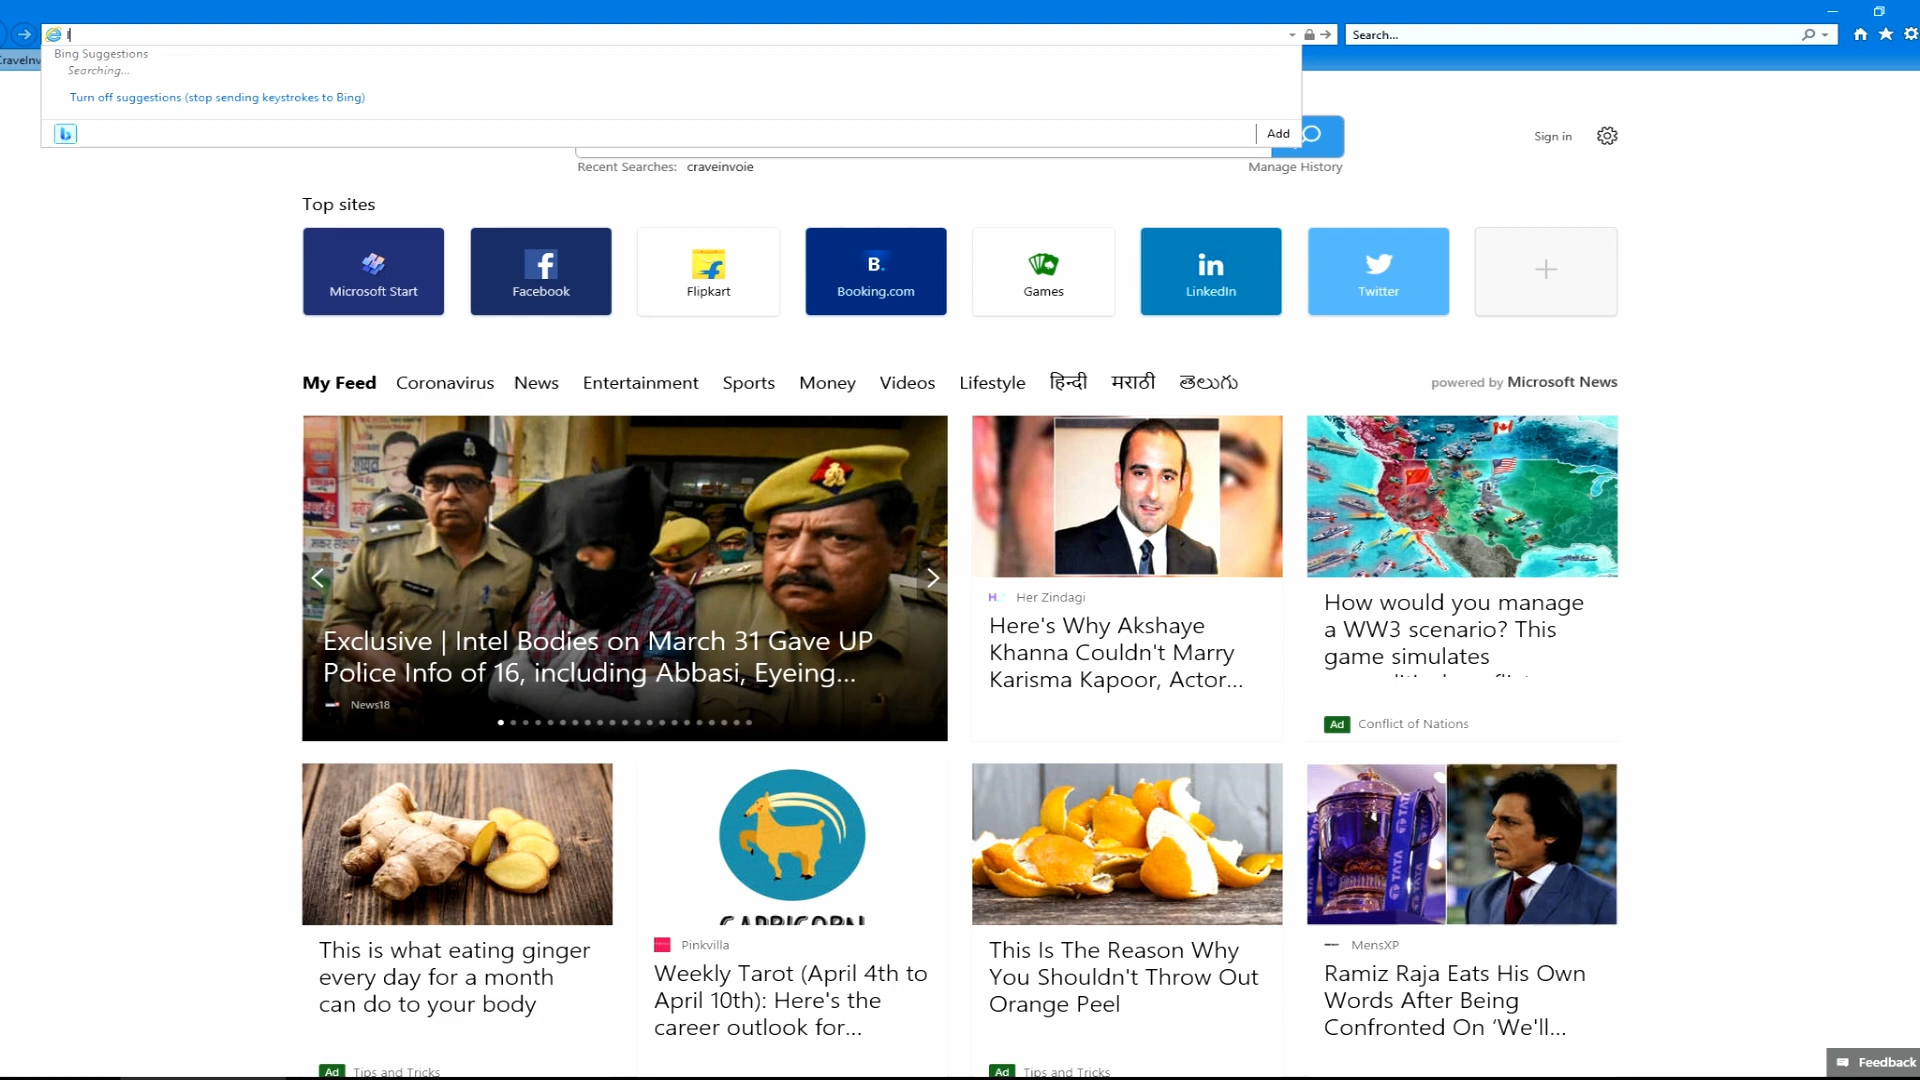 Search...
CraveInv
Bing Suggestions
Searching...
Turn off suggestions (stop sending keystrokes to Bing)
Add
Sign in
Recent Searches: craveinvoie
Manage History
Top sites
Microsoft Start
Facebook
Flipkart
B.
Booking.com
Games
in
LinkedIn
Twitter
My Feed Coronavirus News Entertainment Sports Money Videos Lifestyle हिन्दी मराठी తెలుగు
powered by Microsoft News
Exclusive | Intel Bodies on March 31 Gave UP
Police Info of 16, including Abbasi, Eyeing...
News18
Her Zindagi
Here's Why Akshaye
Khanna Couldn't Marry
Karisma Kapoor, Actor...
How would you manage
a WW3 scenario? This
game simulates
Ad Conflict of Nations
This is what eating ginger
every day for a month
can do to your body
Ad Tips and Tricks
CAPRICORN
Pinkvilla
Weekly Tarot (April 4th to
April 10th): Here's the
career outlook for...
This Is The Reason Why
You Shouldn't Throw Out
Orange Peel
Ad Tips and Tricks
TATA
TATA
MensXP
Ramiz Raja Eats His Own
Words After Being
Confronted On ‘We'll...
Feedback